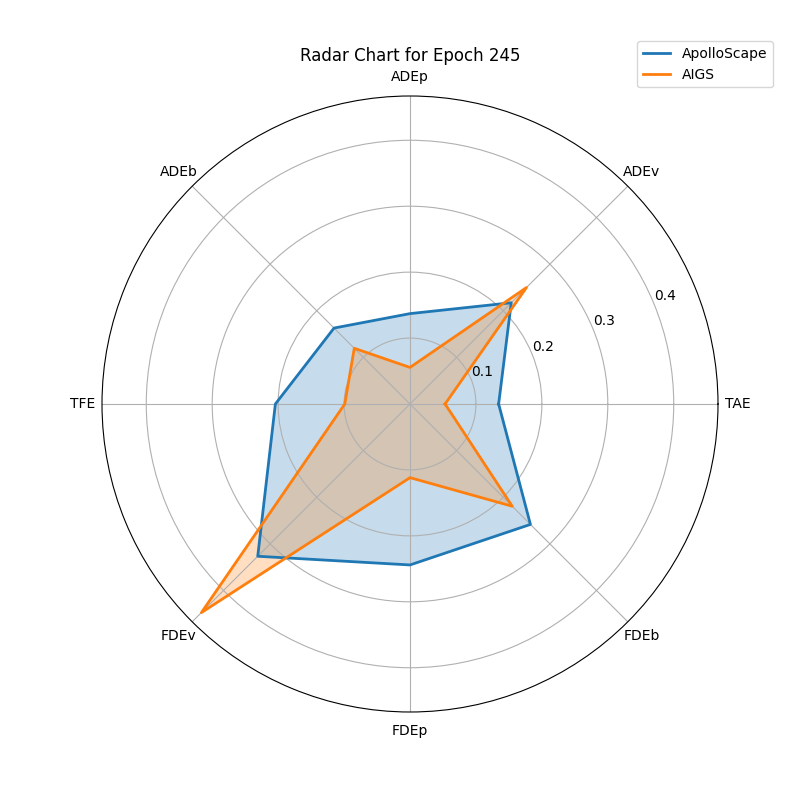 Radar Chart for Epoch 245
ApolloScape
AIGS
ADEp
ADEb
ADEv
0.4
0.3
0.2
0.1
TFE
TAE
FDEv
FDEb
FDEp